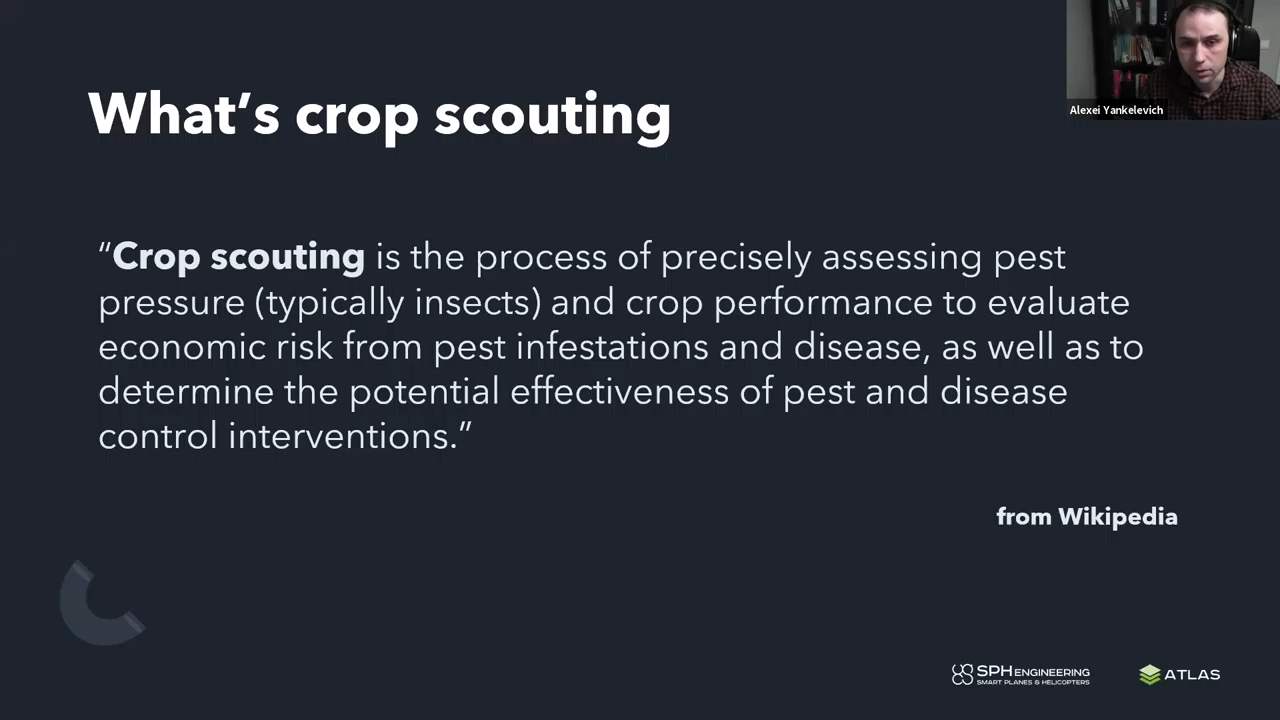 What's crop scouting
Alexei Yankelevich
“Crop scouting is the process of precisely assessing pest
pressure (typically insects) and crop performance to evaluate
economic risk from pest infestations and disease, as well as to
determine the potential effectiveness of pest and disease
control interventions.”
from Wikipedia
SPH ENGINEERING
SMART PLANES & HELICOPTERS
ATLAS